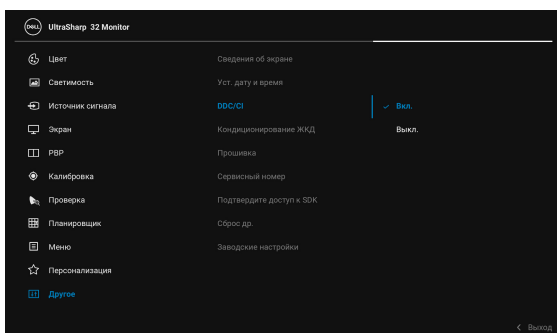 DELL UltraSharp 32 Monitor
Цвет
Сведения об экране
Светимость
Уст. дату и время
Источник сигнала
DDC/CI
Вкл.
Экран
Кондиционирование ЖКД
Выкл.
PBP
Прошивка
Калибровка
Сервисный номер
Проверка
Подтвердите доступ к SDK
Планировщик
Сброс др.
Меню
Заводские настройки
Персонализация
Другое
Выход